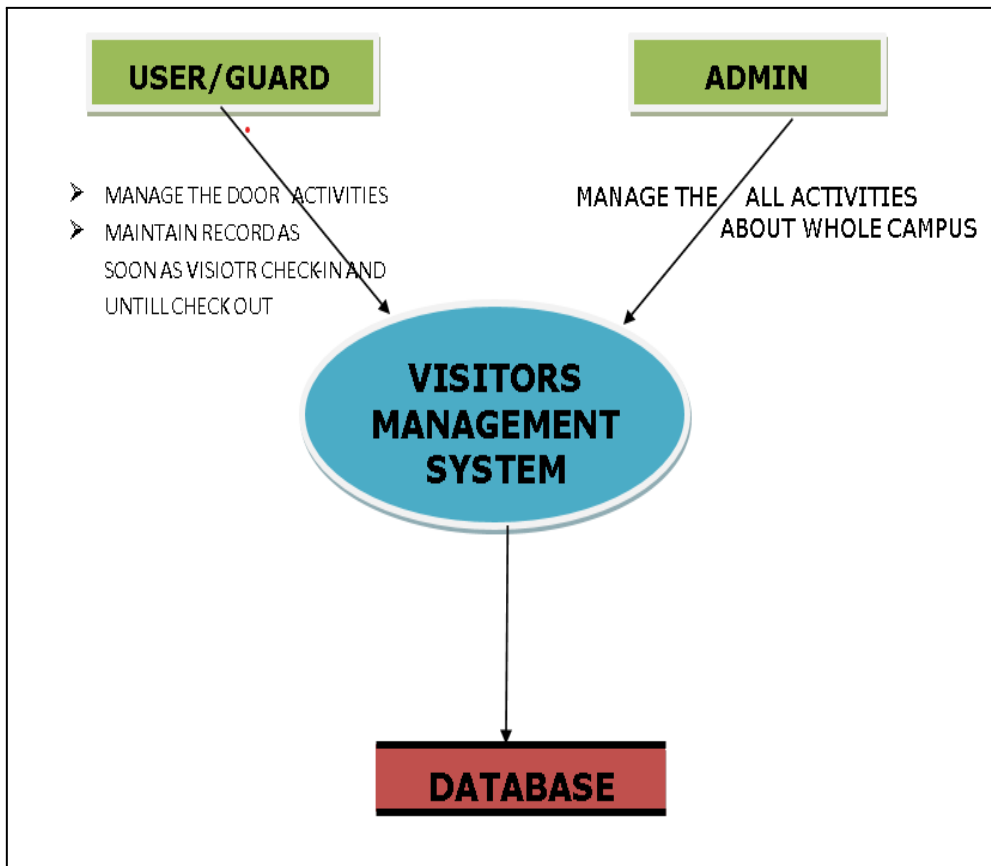 USER/GUARD
ADMIN
➢ MANAGE THE DOOR ACTIVITIES
➢ MAINTAIN RECORD AS
SOON AS VISIOTR CHECK-IN AND
UNTILL CHECK OUT
MANAGE THE ALL ACTIVITIES
ABOUT WHOLE CAMPUS
VISITORS
MANAGEMENT
SYSTEM
DATABASE